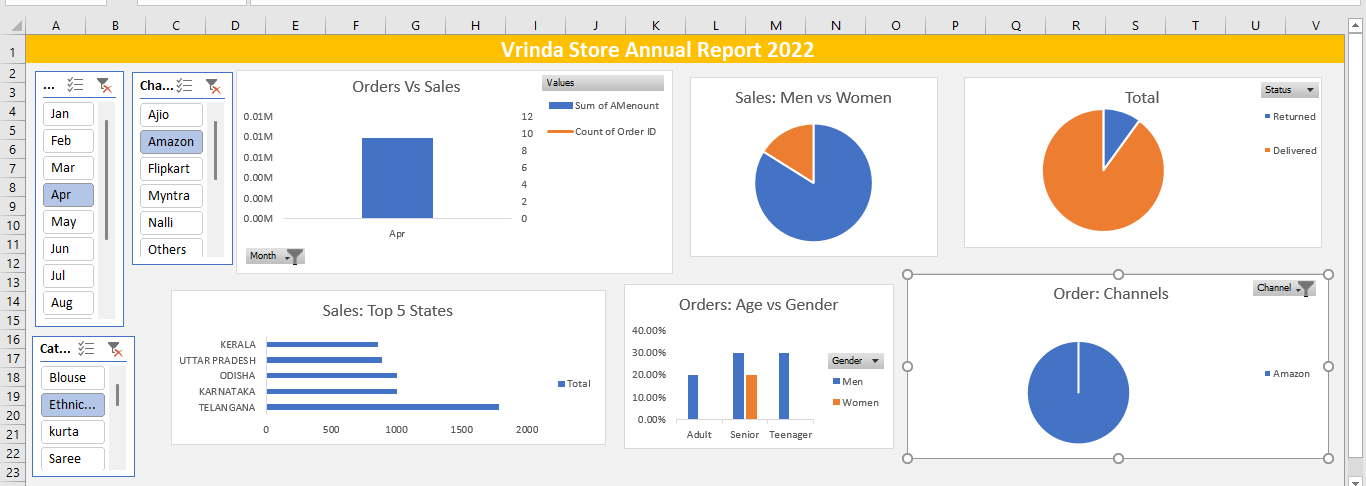 A B C D E F G H I J K L M N O P Q R S T U V
1
2
3
4
5
6
7
8
9
10
11
12
13
14
15
16
17
18
19
20
21
22
23
Vrinda Store Annual Report 2022
...
Jan
Feb
Mar
Apr
May
Jun
Jul
Aug
Cha...
Ajio
Amazon
Flipkart
Myntra
Nalli
Others
Orders Vs Sales
Values
Sum of AMenount
Count of Order ID
0.01M
0.01M
0.01M
0.00M
0.00M
0.00M
12
10
8
6
4
2
0
Apr
Month
Sales: Men vs Women
Total
Status
Returned
Delivered
Cat...
Blouse
Ethnic...
kurta
Saree
Sales: Top 5 States
KERALA
UTTAR PRADESH
ODISHA
KARNATAKA
TELANGANA
0 500 1000 1500 2000
Total
Orders: Age vs Gender
40.00%
30.00%
20.00%
10.00%
0.00%
Adult Senior Teenager
Gender
Men
Women
Order: Channels
Channel
Amazon